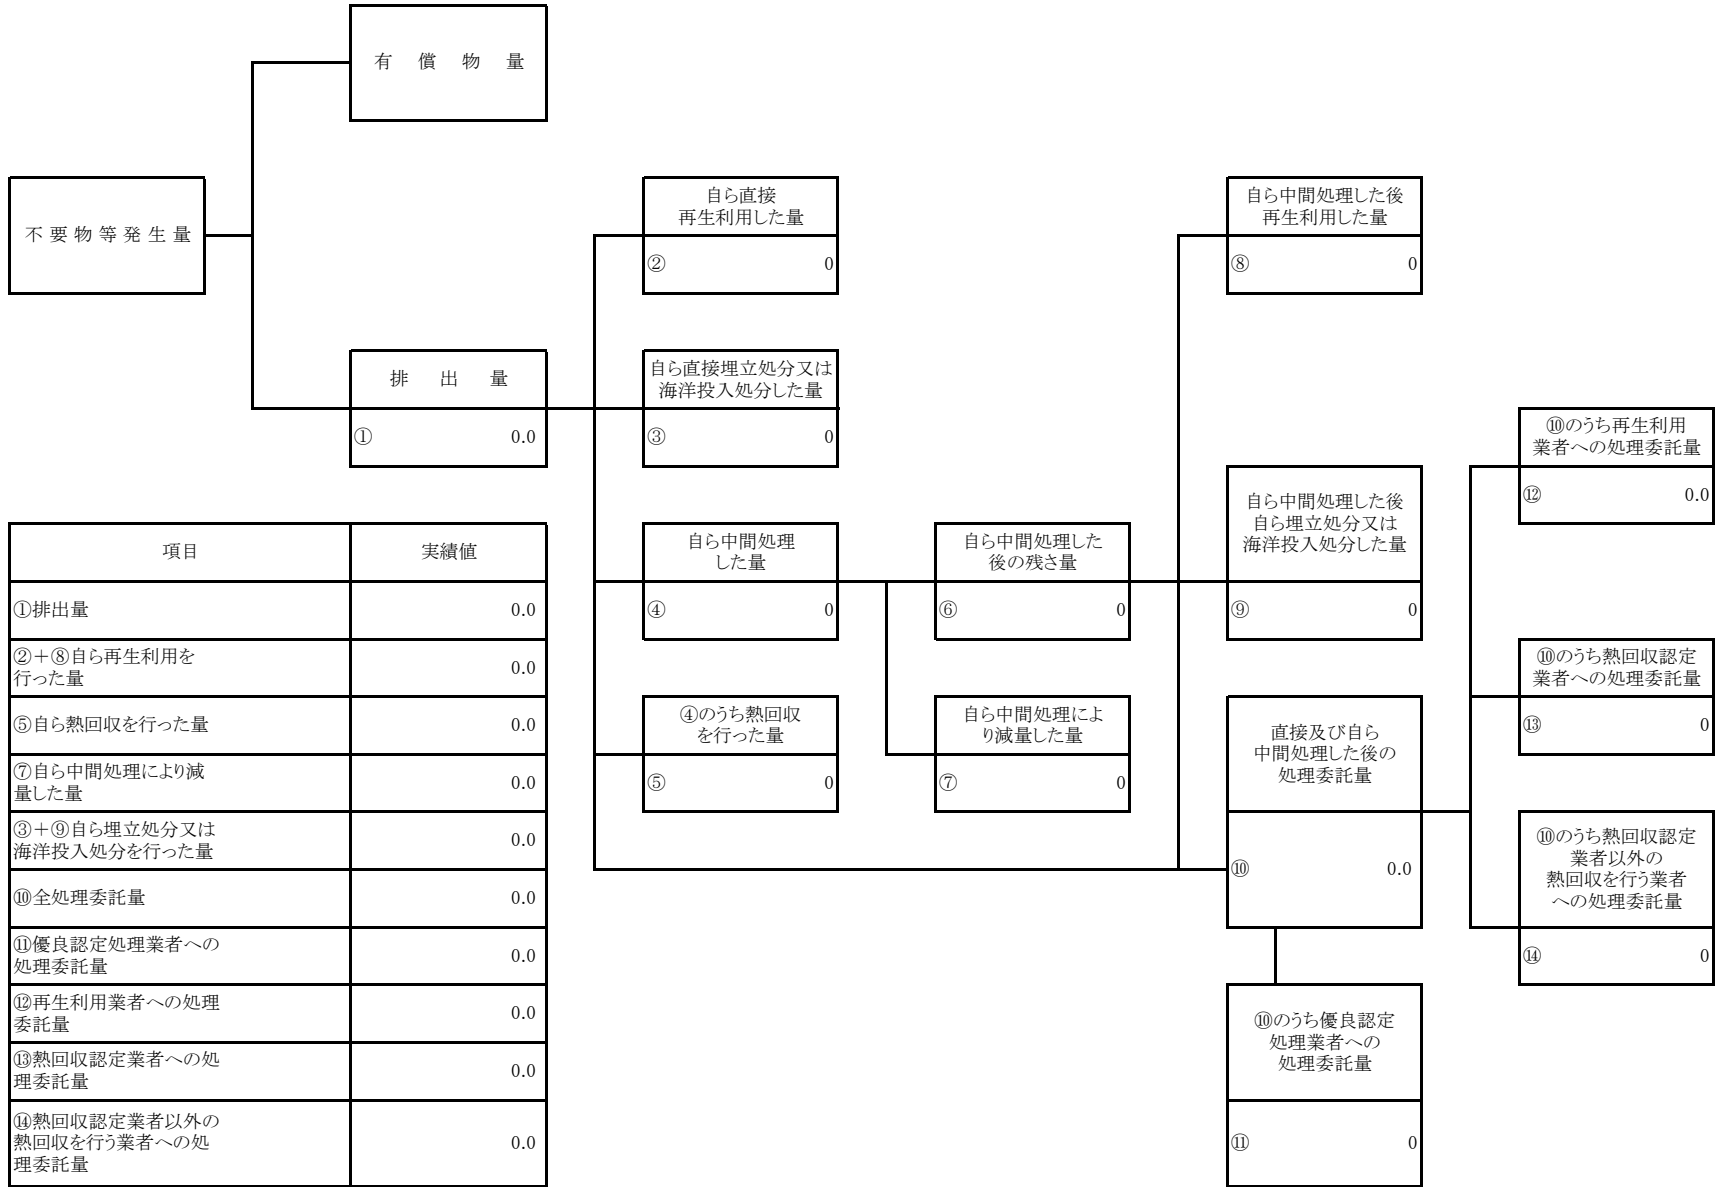 有 償 物 量
不要物等発生量
自ら直接
再生利用した量
② 0
自ら中間処理した後
再生利用した量
⑧ 0
排 出 量
① 0.0
自ら直接埋立処分又は
海洋投入処分した量
③ 0
⑩のうち再生利用
業者への処理委託量
⑫ 0.0
自ら中間処理した後
自ら埋立処分又は
海洋投入処分した量
⑨ 0
自ら中間処理
した量
④ 0
自ら中間処理した
後の残さ量
⑥ 0
⑩のうち熱回収認定
業者への処理委託量
⑬ 0
④のうち熱回収
を行った量
⑤ 0
自ら中間処理によ
り減量した量
⑦ 0
直接及び自ら
中間処理した後の
処理委託量
⑩ 0.0
⑩のうち熱回収認定
業者以外の
熱回収を行う業者
への処理委託量
⑭ 0
⑩のうち優良認定
処理業者への
処理委託量
⑪ 0
項目 実績値
①排出量 0.0
②＋⑧自ら再生利用を
行った量 0.0
⑤自ら熱回収を行った量 0.0
⑦自ら中間処理により減
量した量 0.0
③＋⑨自ら埋立処分又は
海洋投入処分を行った量 0.0
⑩全処理委託量 0.0
⑪優良認定処理業者への
処理委託量 0.0
⑫再生利用業者への処理
委託量 0.0
⑬熱回収認定業者への処
理委託量 0.0
⑭熱回収認定業者以外の
熱回収を行う業者への処
理委託量 0.0